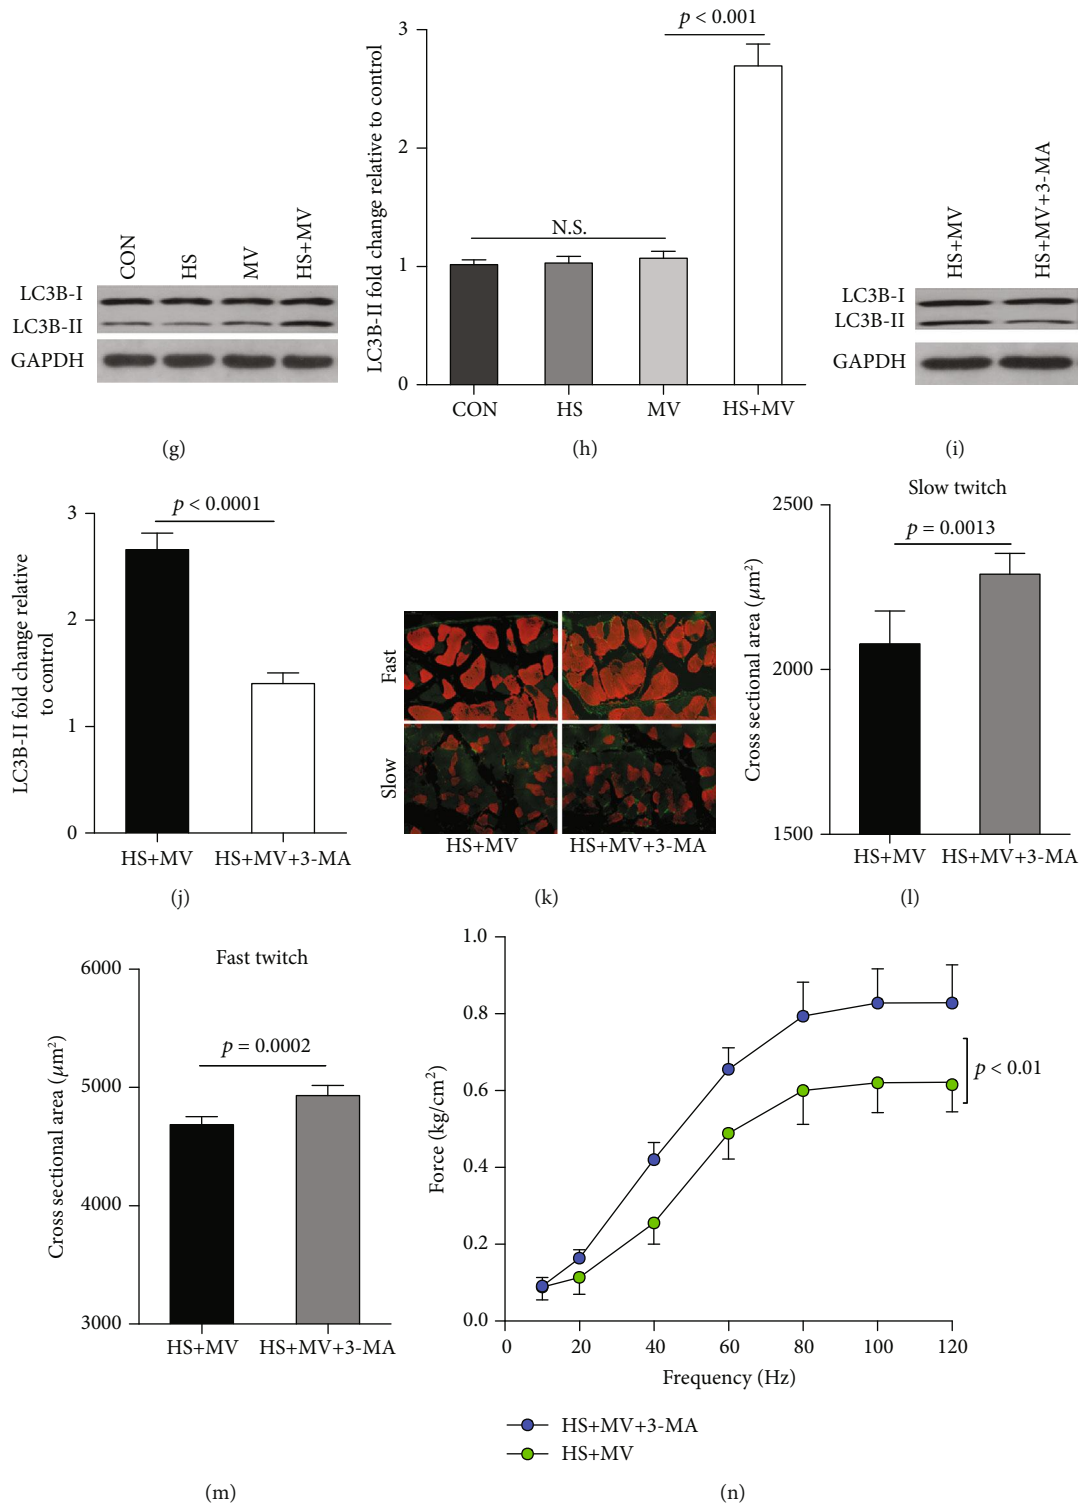 CON
HS
MV
HS+MV
LC3B-I
LC3B-II
GAPDH
(g)
LC3B-II fold change relative to control
3
2
1
0
p < 0.001
N.S.
CON HS MV HS+MV
(h)
HS+MV
HS+MV+3-MA
LC3B-I
LC3B-II
GAPDH
(i)
LC3B-II fold change relative
to control
3
2
1
0
p < 0.0001
HS+MV HS+MV+3-MA
(j)
Fast
Slow
HS+MV HS+MV+3-MA
(k)
Slow twitch
Cross sectional area (μm²)
2500
2000
1500
p = 0.0013
HS+MV HS+MV+3-MA
(l)
Fast twitch
Cross sectional area (μm²)
6000
5000
4000
3000
p = 0.0002
HS+MV HS+MV+3-MA
(m)
Force (kg/cm²)
1.0
0.8
0.6
0.4
0.2
0.0
p < 0.01
0 20 40 60 80 100 120
Frequency (Hz)
HS+MV+3-MA
HS+MV
(n)